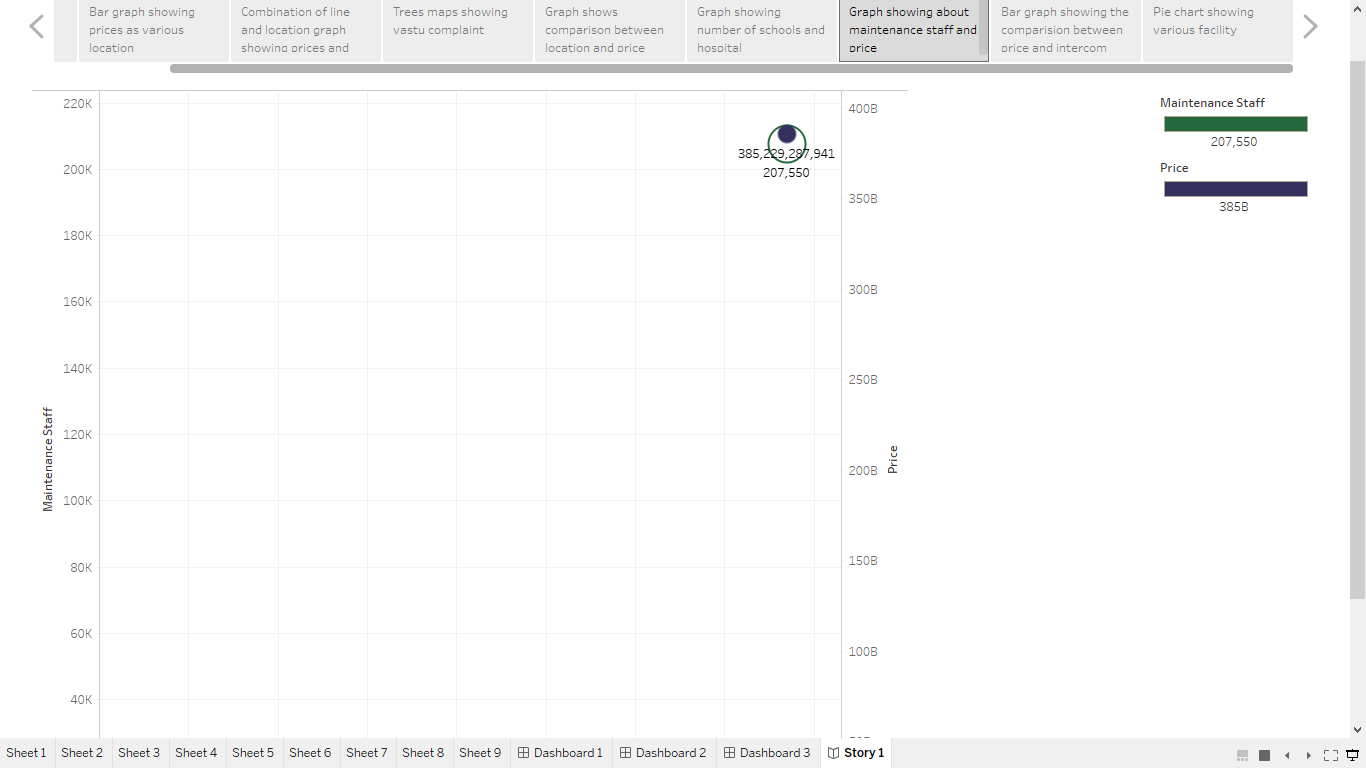 Bar graph showing
prices as various
location
Combination of line
and location graph
showing prices and
Trees maps showing
vastu complaint
Graph shows
comparison between
location and price
Graph showing
number of schools and
hospital
Graph showing about
maintenance staff and
price
Bar graph showing the
comparision between
price and intercom
Pie chart showing
various facility
220K
200K
180K
160K
140K
120K
100K
80K
60K
40K
Maintenance Staff
385,229,287,941
207,550
400B
350B
300B
250B
200B
150B
100B
Price
Maintenance Staff
207,550
Price
385B
Sheet 1
Sheet 2
Sheet 3
Sheet 4
Sheet 5
Sheet 6
Sheet 7
Sheet 8
Sheet 9
Dashboard 1
Dashboard 2
Dashboard 3
Story 1